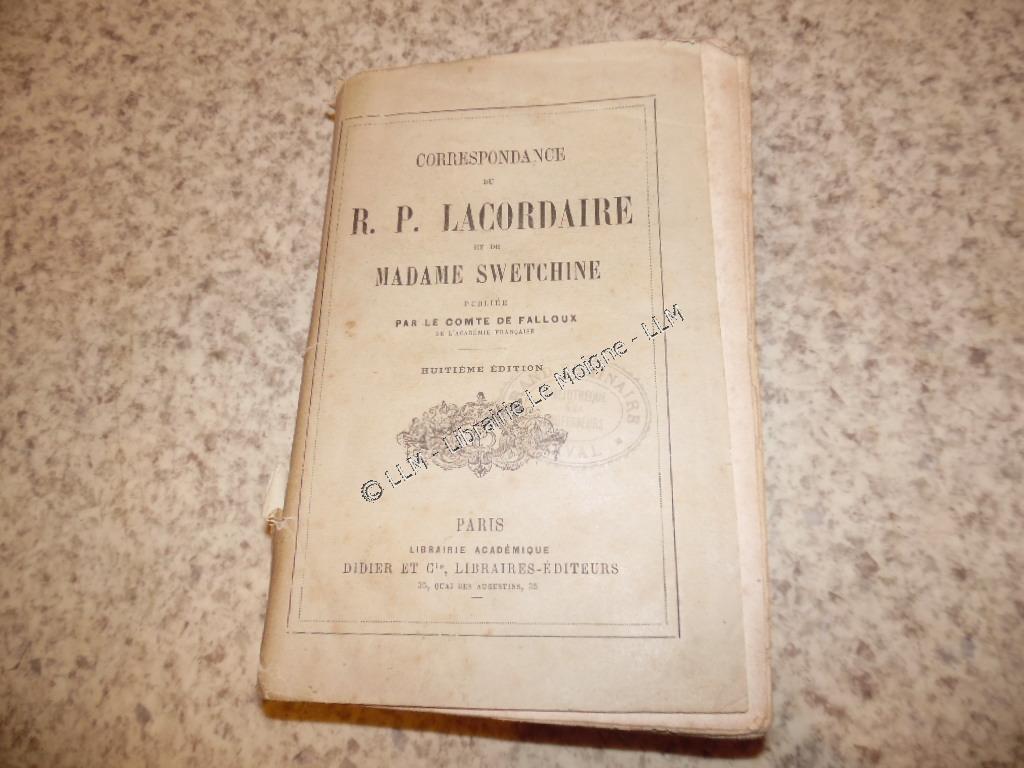 CORRESPONDANCE
DU
R. P. LACORDAIRE
ET DE
MADAME SWETCHINE
PUBLIÉE
PAR LE COMTE DE FALLOUX
DE L'ACADÉMIE FRANÇAISE
HUITIÈME ÉDITION
© LLM - Librairie Le Moigne - LLM
PARIS
LIBRAIRIE ACADÉMIQUE
DIDIER ET Cie, LIBRAIRES-ÉDITEURS
35, QUAI DES AUGUSTINS, 35